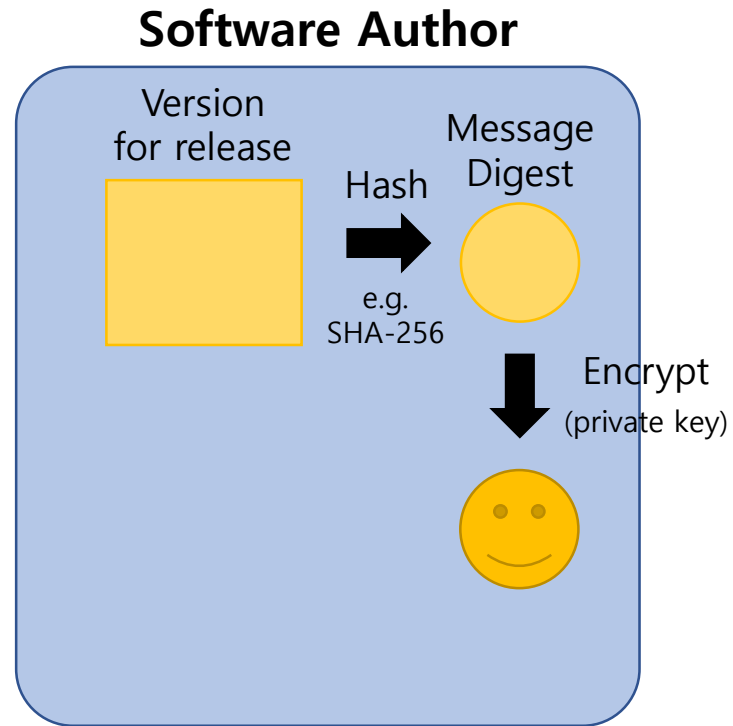 Software Author
Version
for release
Hash
e.g.
SHA-256
Message
Digest
Encrypt
(private key)